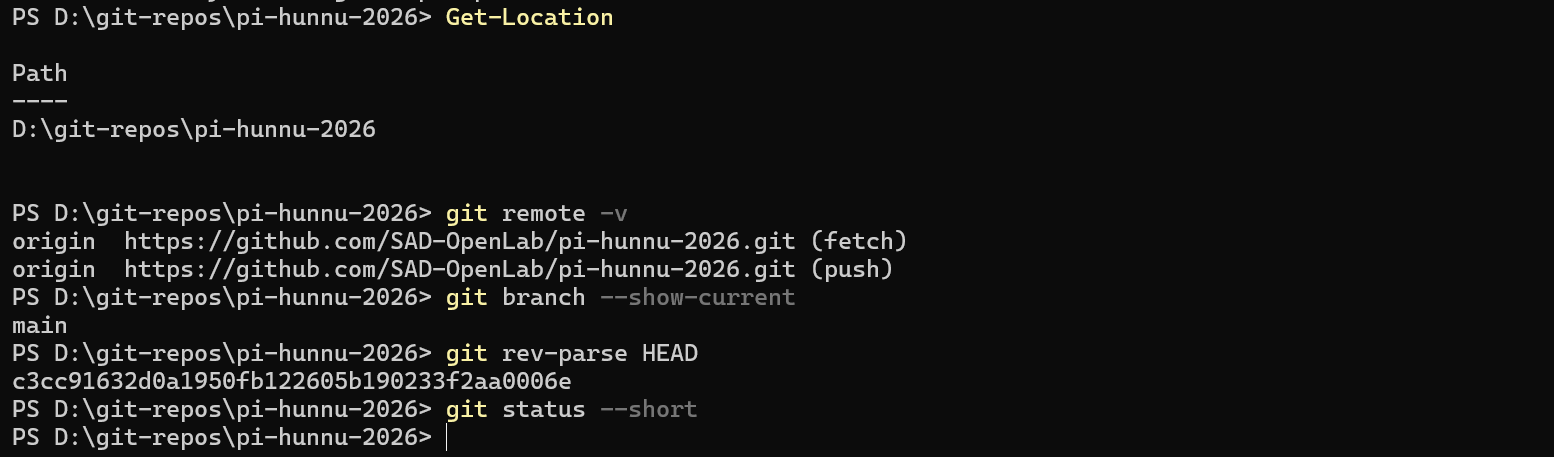 PS D:\git-repos\pi-hunnu-2026> Get-Location
Path
----
D:\git-repos\pi-hunnu-2026
PS D:\git-repos\pi-hunnu-2026> git remote -v
origin  https://github.com/SAD-OpenLab/pi-hunnu-2026.git (fetch)
origin  https://github.com/SAD-OpenLab/pi-hunnu-2026.git (push)
PS D:\git-repos\pi-hunnu-2026> git branch --show-current
main
PS D:\git-repos\pi-hunnu-2026> git rev-parse HEAD
c3cc91632d0a1950fb122605b190233f2aa0006e
PS D:\git-repos\pi-hunnu-2026> git status --short
PS D:\git-repos\pi-hunnu-2026>